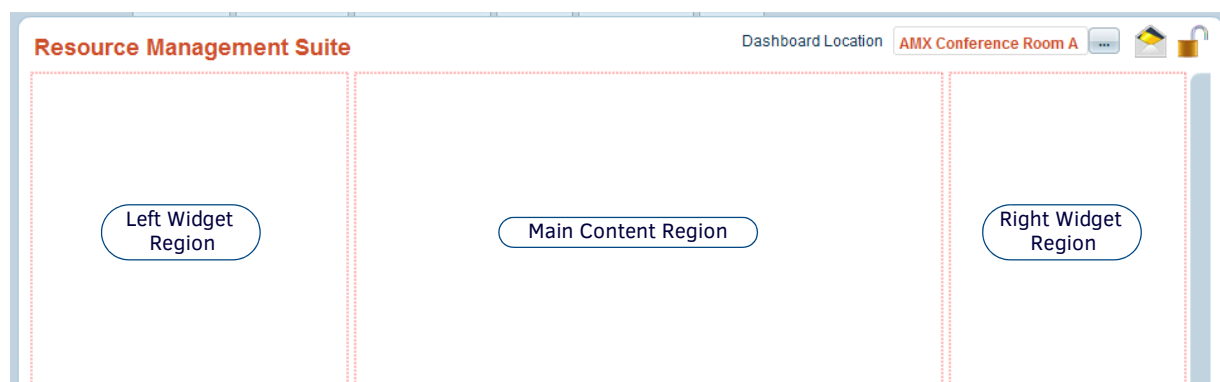 Resource Management Suite
Dashboard Location AMX Conference Room A ...
Left Widget
Region
Main Content Region
Right Widget
Region